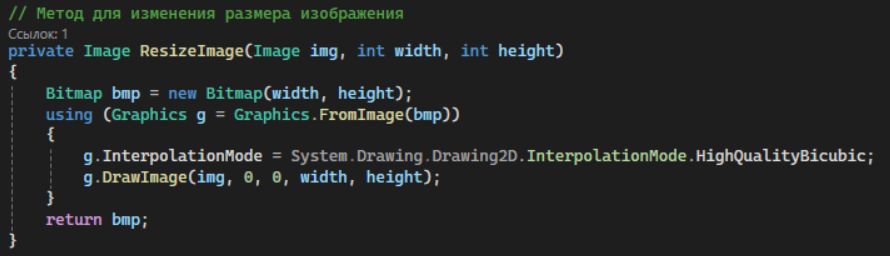 // Метод для изменения размера изображения
Ссылок: 1
private Image ResizeImage(Image img, int width, int height)
{
    Bitmap bmp = new Bitmap(width, height);
    using (Graphics g = Graphics.FromImage(bmp))
    {
        g.InterpolationMode = System.Drawing.Drawing2D.InterpolationMode.HighQualityBicubic;
        g.DrawImage(img, 0, 0, width, height);
    }
    return bmp;
}